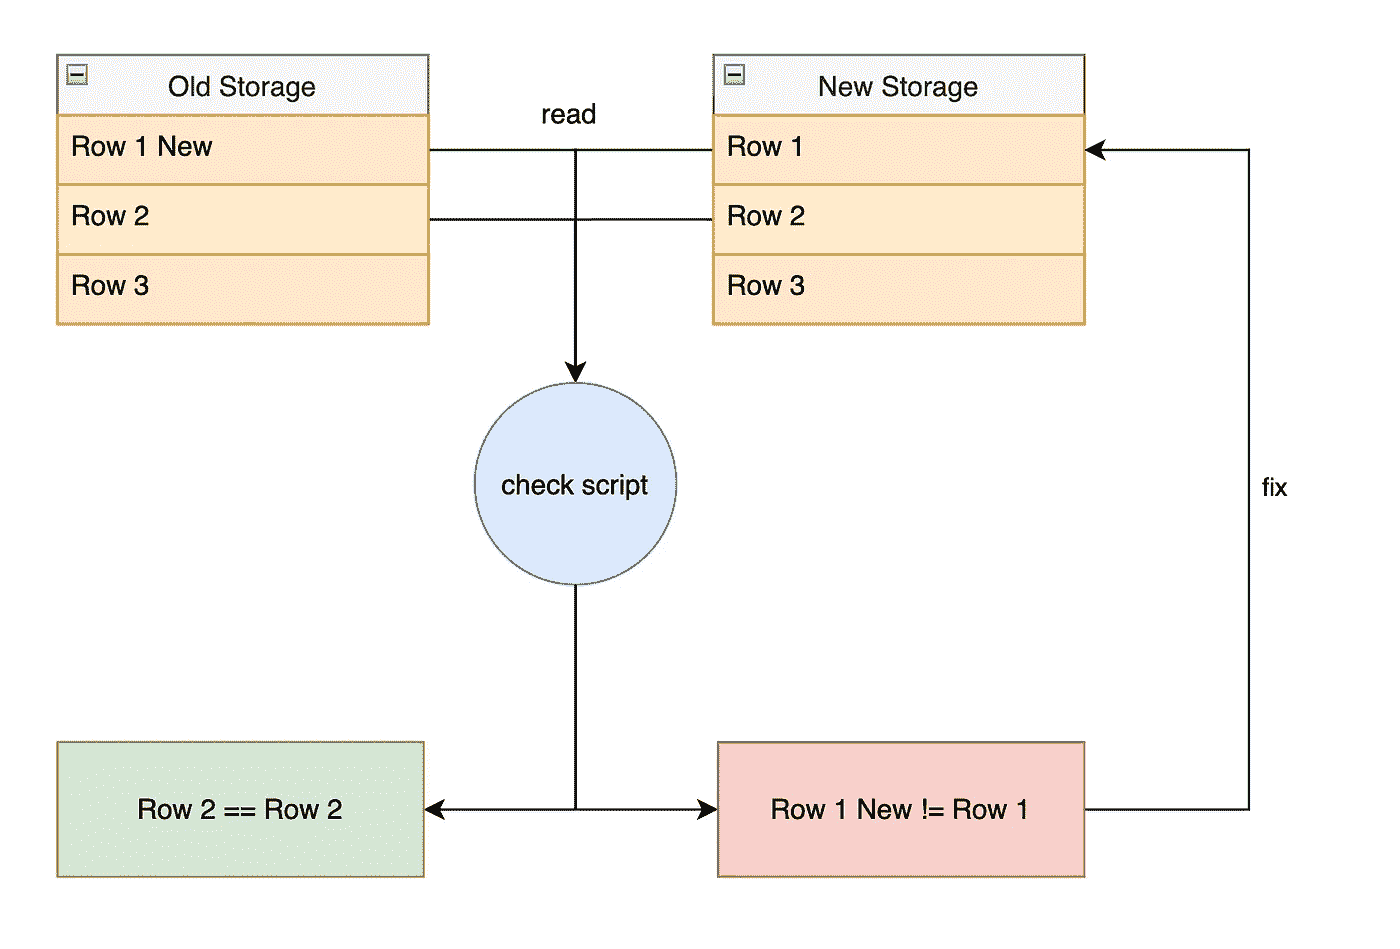 Old Storage
Row 1 New
Row 2
Row 3
read
New Storage
Row 1
Row 2
Row 3
check script
fix
Row 2 == Row 2
Row 1 New != Row 1